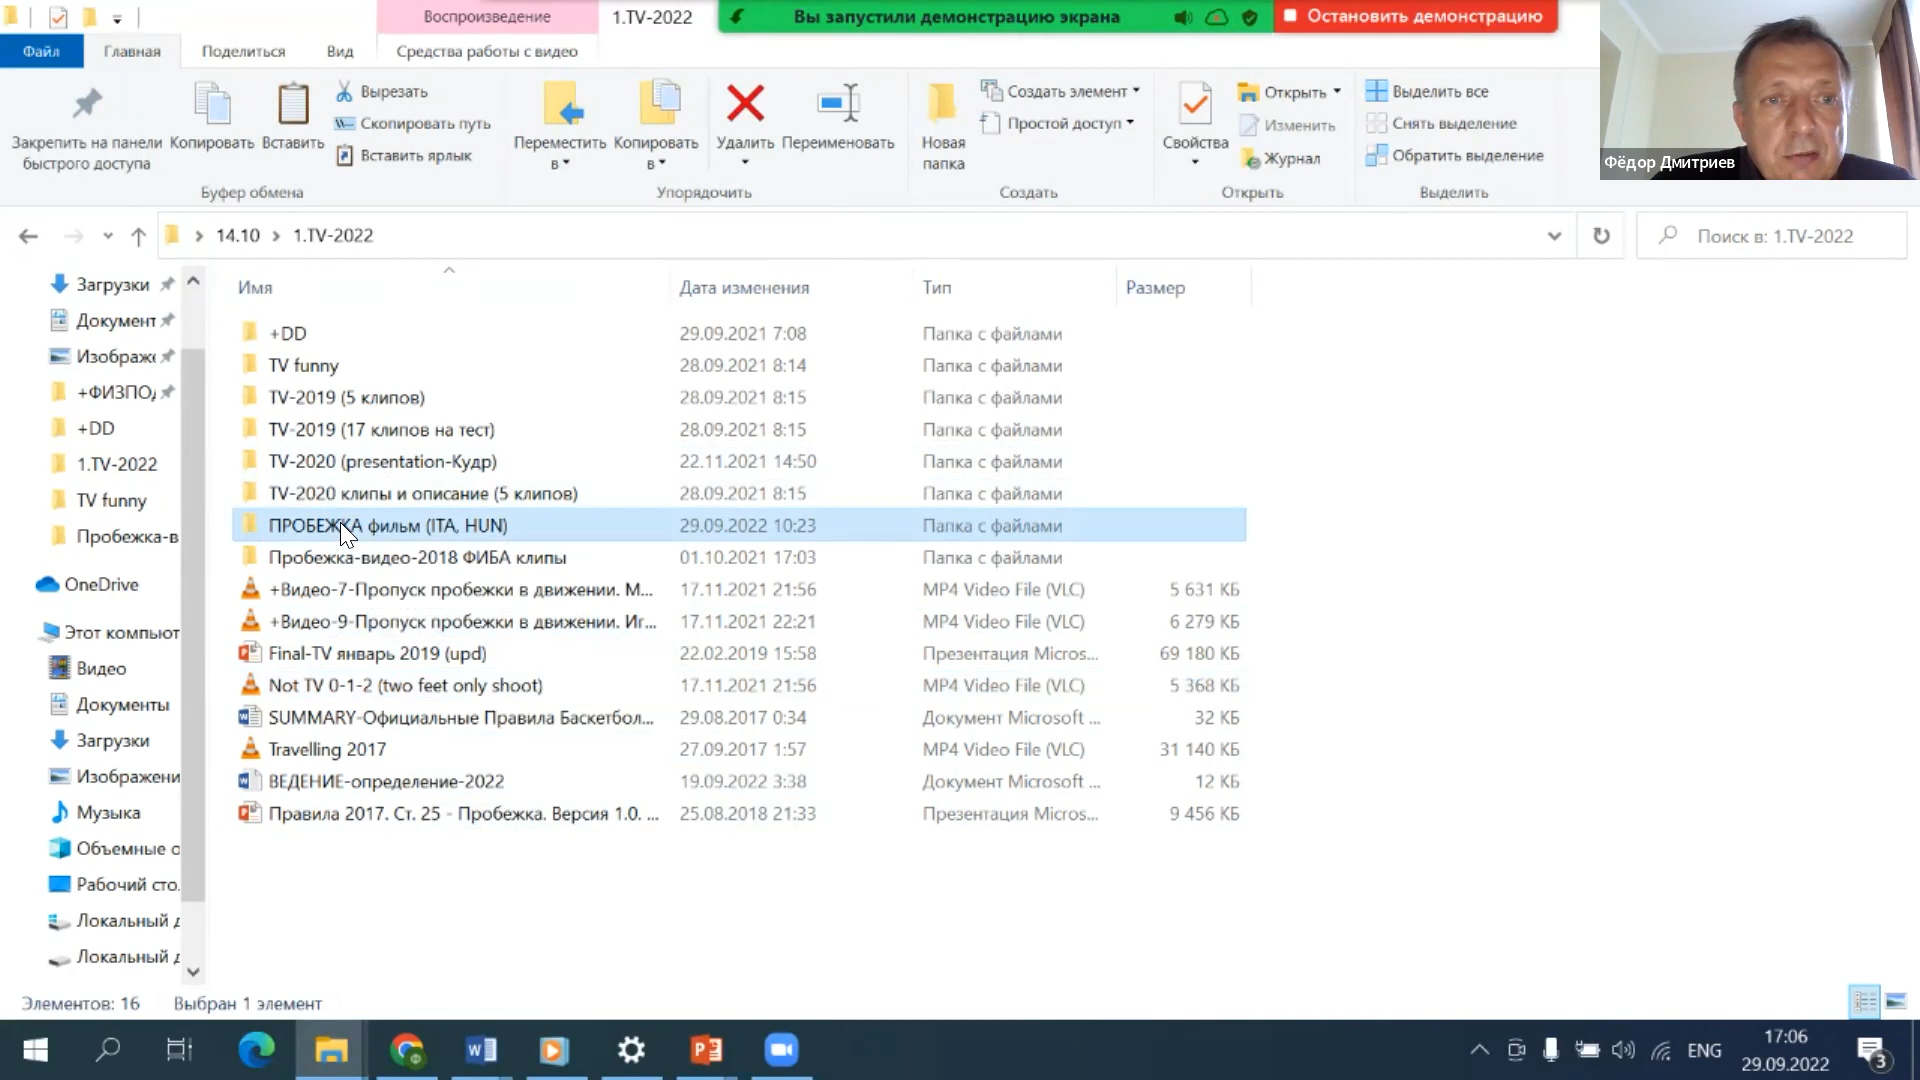 Воспроизведение
1.TV-2022
Вы запустили демонстрацию экрана
Остановить демонстрацию
Файл
Главная
Поделиться
Вид
Средства работы с видео
Закрепить на панели быстрого доступа
Копировать
Вставить
Вырезать
Скопировать путь
Вставить ярлык
Переместить в
Копировать в
Удалить
Переименовать
Новая папка
Создать элемент
Простой доступ
Свойства
Открыть
Изменить
Журнал
Выделить все
Снять выделение
Обратить выделение
Буфер обмена
Упорядочить
Создать
Открыть
Выделить
Фёдор Дмитриев
14.10 > 1.TV-2022
Поиск в: 1.TV-2022
Загрузки
Документ
Изображе
+ФИЗПО
+DD
1.TV-2022
TV funny
Пробежка-в
OneDrive
Этот компьют
Видео
Документы
Загрузки
Изображени
Музыка
Объемные о
Рабочий сто.
Локальный д
Локальный д
Имя Дата изменения Тип Размер
+DD 29.09.2021 7:08 Папка с файлами
TV funny 28.09.2021 8:14 Папка с файлами
TV-2019 (5 клипов) 28.09.2021 8:15 Папка с файлами
TV-2019 (17 клипов на тест) 28.09.2021 8:15 Папка с файлами
TV-2020 (presentation-Кудр) 22.11.2021 14:50 Папка с файлами
TV-2020 клипы и описание (5 клипов) 28.09.2021 8:15 Папка с файлами
ПРОБЕЖКА фильм (ITA, HUN) 29.09.2022 10:23 Папка с файлами
Пробежка-видео-2018 ФИБА клипы 01.10.2021 17:03 Папка с файлами
+Видео-7-Пропуск пробежки в движении. М... 17.11.2021 21:56 MP4 Video File (VLC) 5 631 КБ
+Видео-9-Пропуск пробежки в движении. Иг... 17.11.2021 22:21 MP4 Video File (VLC) 6 279 КБ
Final-TV январь 2019 (upd) 22.02.2019 15:58 Презентация Micros... 69 180 КБ
Not TV 0-1-2 (two feet only shoot) 17.11.2021 21:56 MP4 Video File (VLC) 5 368 КБ
SUMMARY-Официальные Правила Баскетбол... 29.08.2017 0:34 Документ Microsoft ... 32 КБ
Travelling 2017 27.09.2017 1:57 MP4 Video File (VLC) 31 140 КБ
ВЕДЕНИЕ-определение-2022 19.09.2022 3:38 Документ Microsoft ... 12 КБ
Правила 2017. Ст. 25 - Пробежка. Версия 1.0. ... 25.08.2018 21:33 Презентация Micros... 9 456 КБ
Элементов: 16 Выбран 1 элемент
ENG
17:06
29.09.2022
3